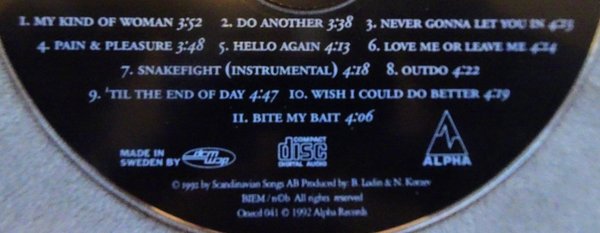 1. MY KIND OF WOMAN 3:52 2. DO ANOTHER 3:38 3. NEVER GONNA LET YOU IN 4:23
4. PAIN & PLEASURE 3:48 5. HELLO AGAIN 4:13 6. LOVE ME OR LEAVE ME 4:24
7. SNAKEFIGHT (INSTRUMENTAL) 4:18 8. OUTDO 4:22
9. 'TIL THE END OF DAY 4:47 10. WISH I COULD DO BETTER 4:19
11. BITE MY BAIT 4:06
MADE IN
SWEDEN BY
COMPACT
disc
DIGITAL AUDIO
ALPHA
© 1992 by Scandinavian Songs AB Produced by: B. Lodin & N.
BIEM / n©b All rights reserved
Onecd 041 © 1992 Alpha Records